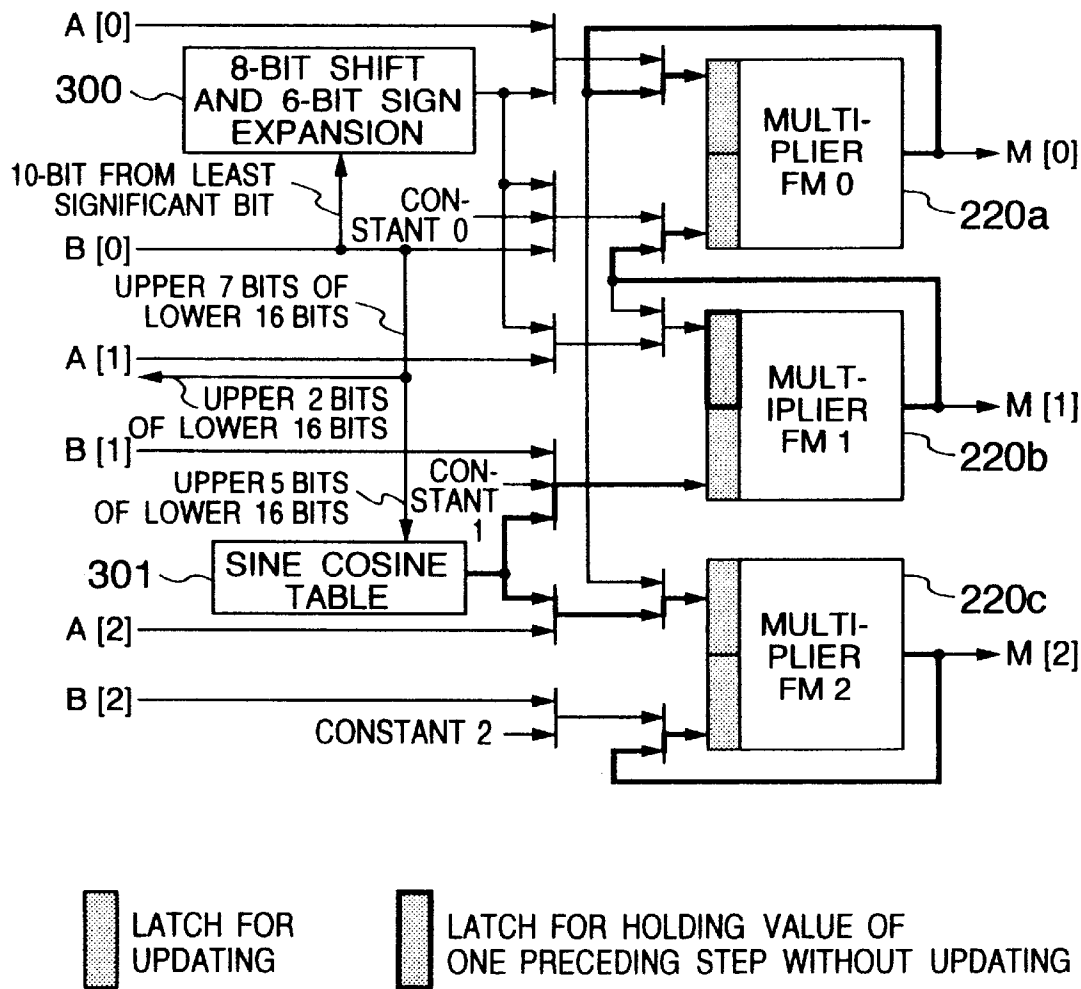 A [0]
8-BIT SHIFT
AND 6-BIT SIGN
EXPANSION
300
MULTI-
PLIER
FM 0
M [0]
220a
10-BIT FROM LEAST
SIGNIFICANT BIT
CON-
STANT 0
B [0]
UPPER 7 BITS OF
LOWER 16 BITS
A [1]
UPPER 2 BITS
OF LOWER 16 BITS
MULT-
IPLIER
FM 1
M [1]
220b
B [1]
UPPER 5 BITS
OF LOWER 16 BITS
CON-
STANT
1
301
SINE COSINE
TABLE
A [2]
220c
MULTI-
PLIER
FM 2
M [2]
B [2]
CONSTANT 2
LATCH FOR
UPDATING
LATCH FOR HOLDING VALUE OF
ONE PRECEDING STEP WITHOUT UPDATING